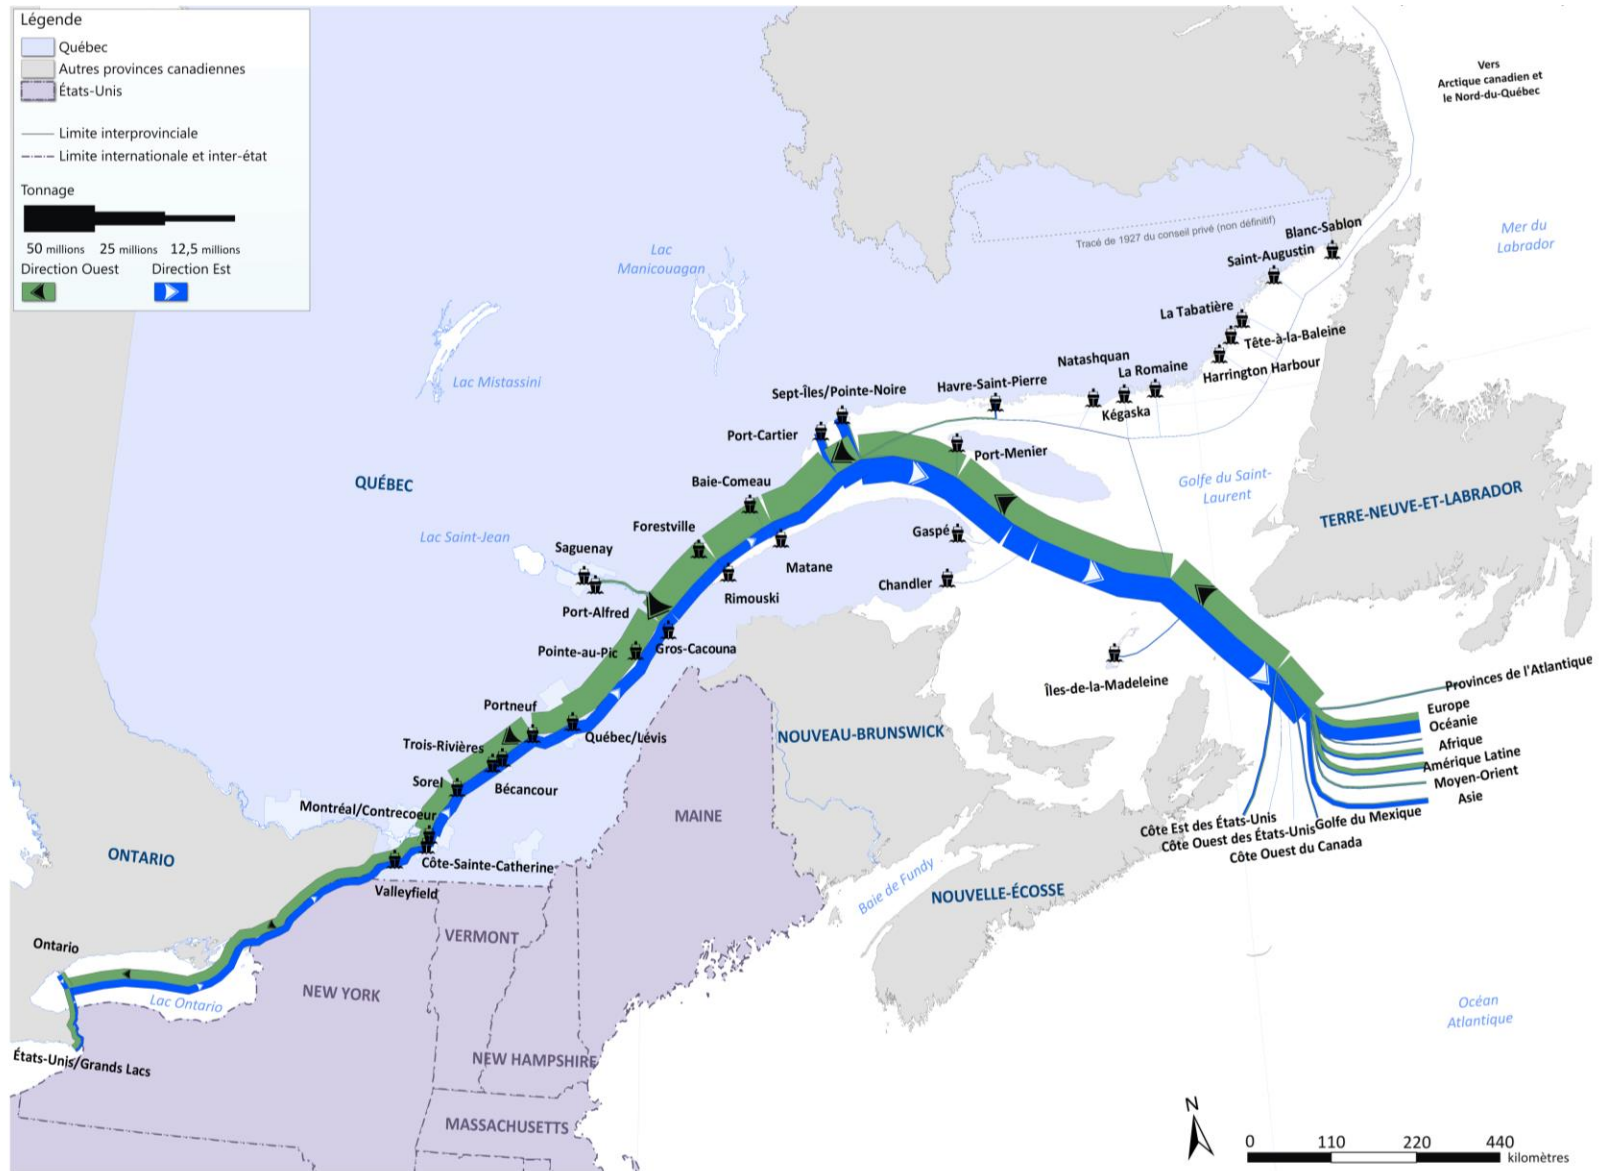 Légende
Québec
Autres provinces canadiennes
États-Unis
Limite interprovinciale
Limite internationale et inter-état
Tonnage
50 millions 25 millions 12,5 millions
Direction Ouest Direction Est
Vers
Arctique canadien et
le Nord-du-Québec
Mer du
Labrador
Tracé de 1927 du conseil privé (non définitif)
Blanc-Sablon
Saint-Augustin
La Tabatière
Tête-à-la-Baleine
Harrington Harbour
Lac
Manicouagan
Lac Mistassini
Natashquan
La Romaine
Kégaska
Havre-Saint-Pierre
Sept-Îles/Pointe-Noire
Port-Cartier
Port-Menier
Golfe du Saint-
Laurent
TERRE-NEUVE-ET-LABRADOR
QUÉBEC
Baie-Comeau
Forestville
Lac Saint-Jean
Saguenay
Port-Alfred
Matane
Rimouski
Gaspé
Chandler
Pointe-au-Pic
Gros-Cacouna
Îles-de-la-Madeleine
Portneuf
Québec/Lévis
Trois-Rivières
Bécancour
Sorel
Montréal/Contrecoeur
Côte-Sainte-Catherine
Valleyfield
NOUVEAU-BRUNSWICK
Provinces de l'Atlantique
Europe
Océanie
Afrique
Amérique Latine
Moyen-Orient
Asie
Côte Est des États-Unis
Côte Ouest des États-Unis
Golfe du Mexique
Côte Ouest du Canada
MAINE
ONTARIO
Baie de Fundy
NOUVELLE-ÉCOSSE
Ontario
Lac Ontario
États-Unis/Grands Lacs
VERMONT
NEW YORK
NEW HAMPSHIRE
MASSACHUSETTS
Océan
Atlantique
N
0 110 220 440
kilomètres